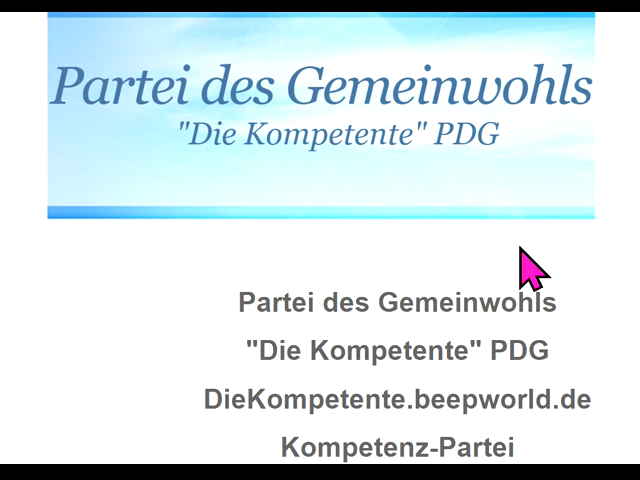 Partei des Gemeinwohls
"Die Kompetente" PDG
Partei des Gemeinwohls
"Die Kompetente" PDG
DieKompetente.beepworld.de
Kompetenz-Partei